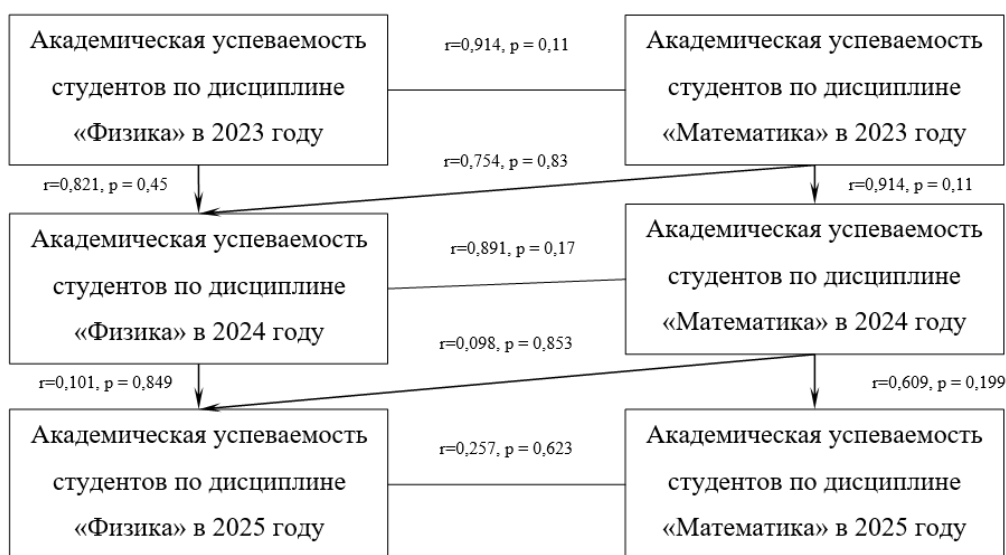 Академическая успеваемость
студентов по дисциплине
«Физика» в 2023 году
r=0,914, p = 0,11
Академическая успеваемость
студентов по дисциплине
«Математика» в 2023 году
r=0,821, p = 0,45
r=0,754, p = 0,83
r=0,914, p = 0,11
Академическая успеваемость
студентов по дисциплине
«Физика» в 2024 году
r=0,891, p = 0,17
Академическая успеваемость
студентов по дисциплине
«Математика» в 2024 году
r=0,101, p = 0,849
r=0,098, p = 0,853
r=0,609, p = 0,199
Академическая успеваемость
студентов по дисциплине
«Физика» в 2025 году
r=0,257, p = 0,623
Академическая успеваемость
студентов по дисциплине
«Математика» в 2025 году